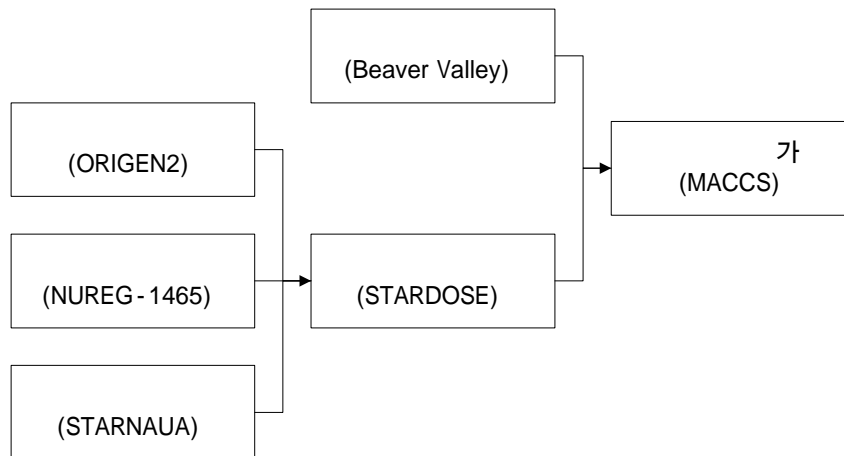 (Beaver Valley)
(ORIGEN2)
가
(MACCS)
(NUREG-1465)
(STARDOSE)
(STARNAUA)